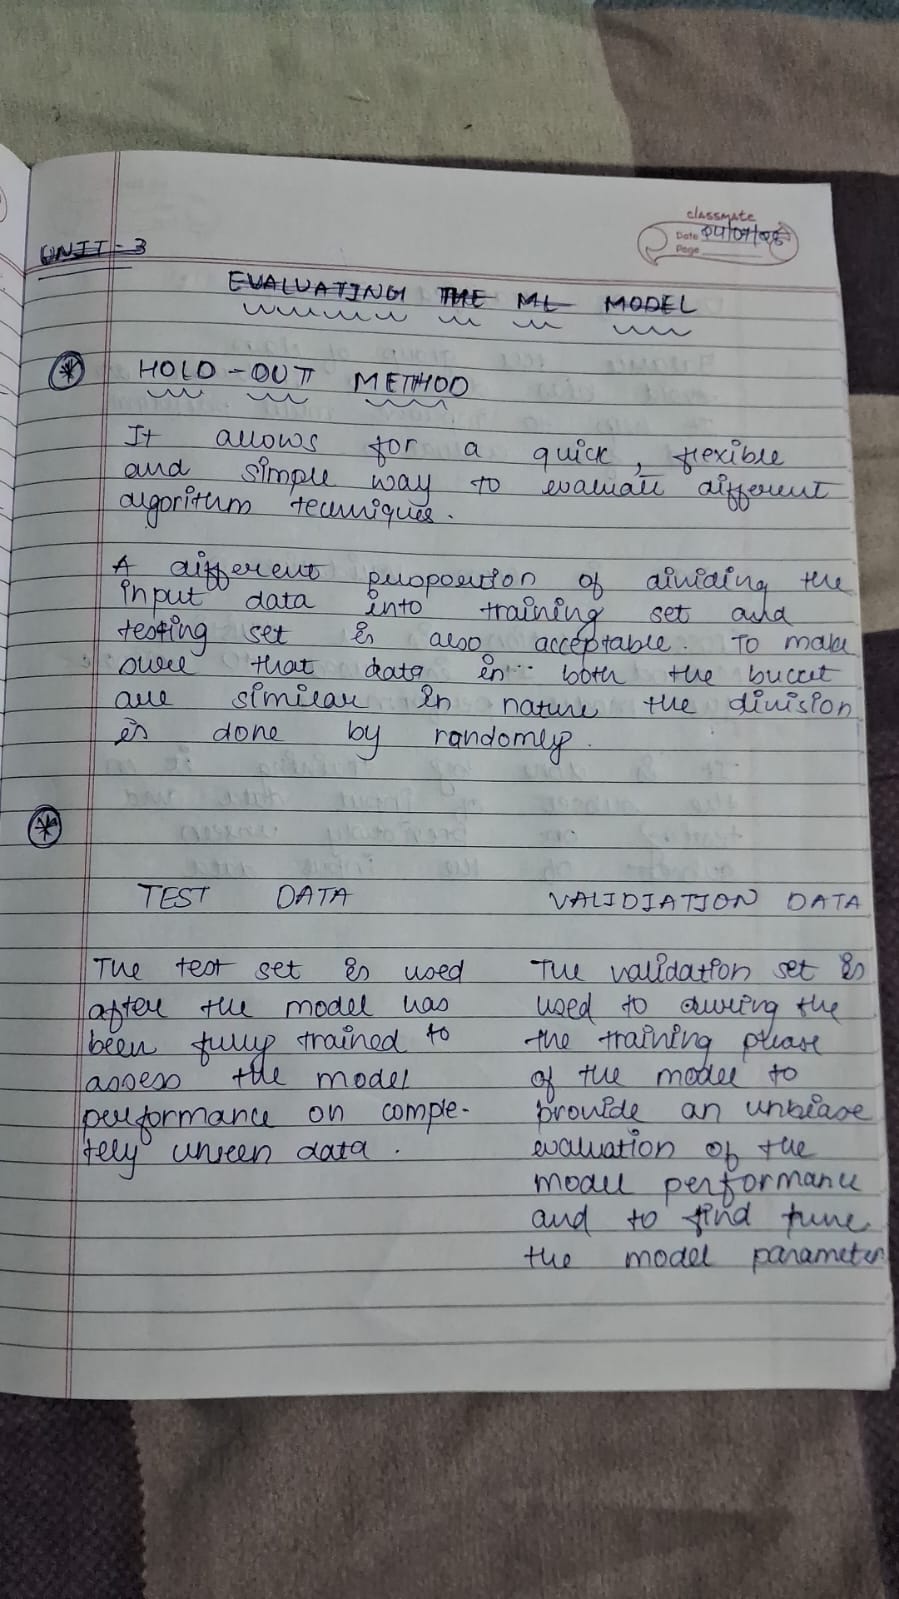 classmate
Date 04/09/25
Page
UNIT-3
EVALUATING THE ML MODEL
* HOLD-OUT METHOD
It allows for a quick, flexible
and simple way to evaluate different
algorithm techniques.
A different proportion of dividing the
input data into training set and
testing set is also acceptable. To make
sure that data in both the bucket
are similar in nature the division
is done by randomly.
*
TEST DATA
VALIDIATION DATA
The test set is used
after the model has
been fully trained to
assess the model
performance on comple-
tely unseen data.
The validation set is
used to during the
the training phase
of the model to
provide an unbiase
evaluation of the
model performance
and to find tune
the model parameter